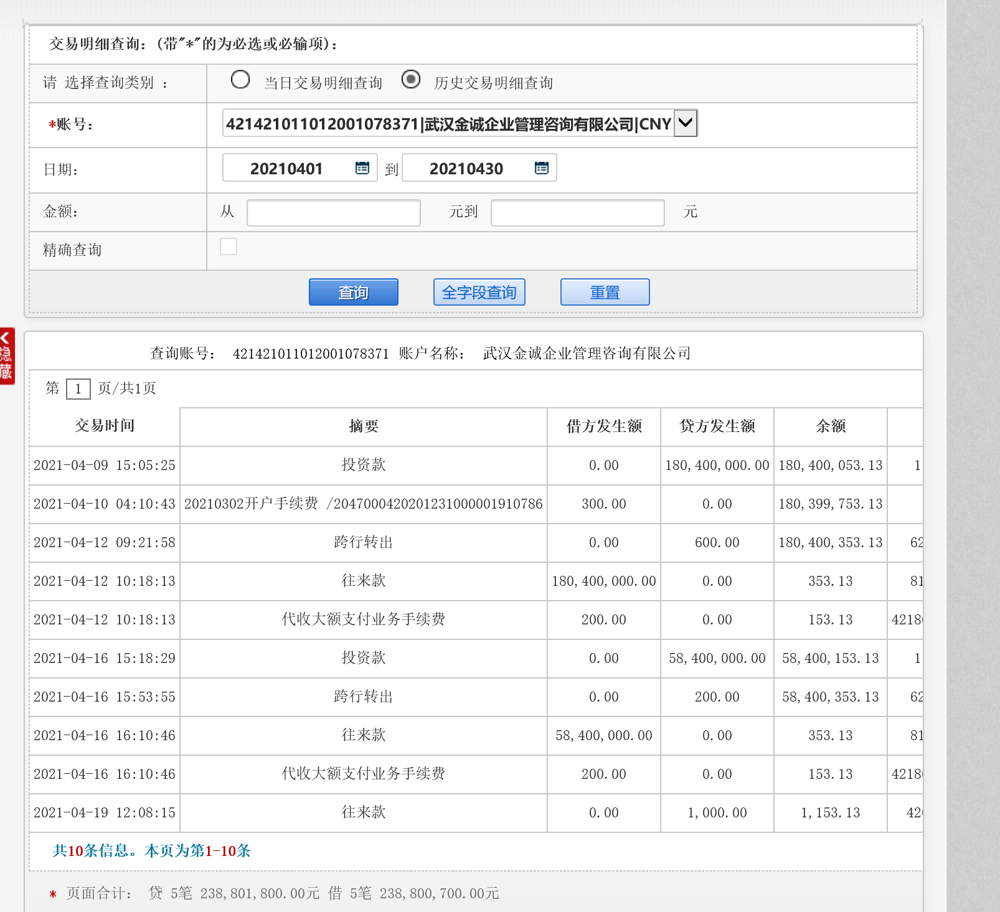 交易明细查询：(带"*"的为必选或必输项)：
请 选择查询类别 ： 当日交易明细查询 历史交易明细查询
*账号： 421421011012001078371|武汉金诚企业管理咨询有限公司|CNY
日期： 20210401 到 20210430
金额： 从 元到 元
精确查询
查询 全字段查询 重置
隐藏
查询账号： 421421011012001078371 账户名称： 武汉金诚企业管理咨询有限公司
第 1 页/共1页
交易时间 摘要 借方发生额 贷方发生额 余额
2021-04-09 15:05:25 投资款 0.00 180,400,000.00 180,400,053.13 1
2021-04-10 04:10:43 20210302开户手续费 /2047000420201231000001910786 300.00 0.00 180,399,753.13
2021-04-12 09:21:58 跨行转出 0.00 600.00 180,400,353.13 62
2021-04-12 10:18:13 往来款 180,400,000.00 0.00 353.13 81
2021-04-12 10:18:13 代收大额支付业务手续费 200.00 0.00 153.13 4218
2021-04-16 15:18:29 投资款 0.00 58,400,000.00 58,400,153.13 1
2021-04-16 15:53:55 跨行转出 0.00 200.00 58,400,353.13 62
2021-04-16 16:10:46 往来款 58,400,000.00 0.00 353.13 81
2021-04-16 16:10:46 代收大额支付业务手续费 200.00 0.00 153.13 4218
2021-04-19 12:08:15 往来款 0.00 1,000.00 1,153.13 42
共10条信息。本页为第1-10条
* 页面合计： 贷 5笔 238,801,800.00元 借 5笔 238,800,700.00元